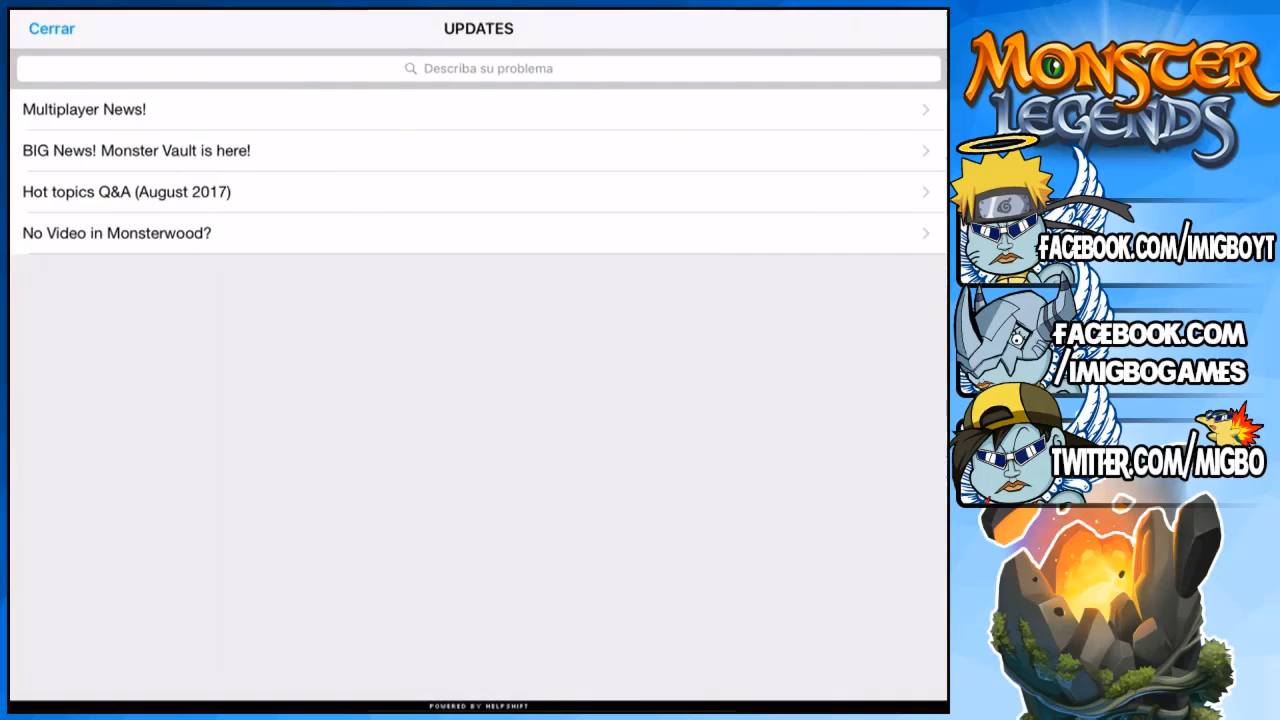 Cerrar
UPDATES
Describa su problema
Multiplayer News!
BIG News! Monster Vault is here!
Hot topics Q&A (August 2017)
No Video in Monsterwood?
POWERED BY HELPSHIFT
MONSTER
LEGENDS
FACEBOOK.COM/IMIGBOYT
FACEBOOK.COM
/IMIGBOGAMES
TWITTER.COM/MIGBO